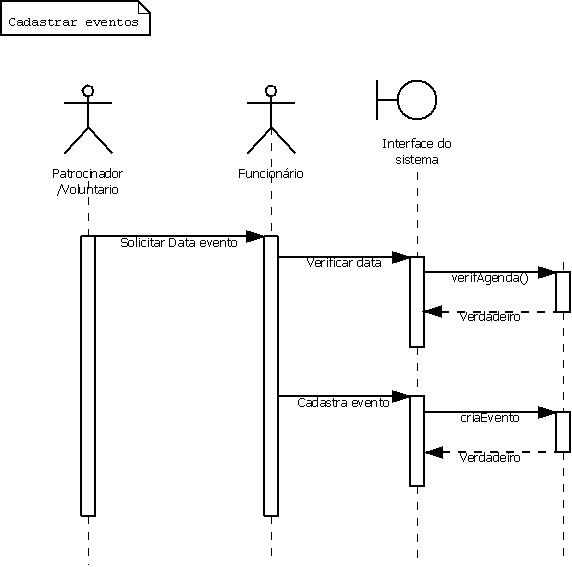 Cadastrar eventos
Patrocinador
/Voluntario
Funcionário
Interface do
sistema
Solicitar Data evento
Verificar data
verifAgenda()
Verdadeiro
Cadastra evento
criaEvento
Verdadeiro